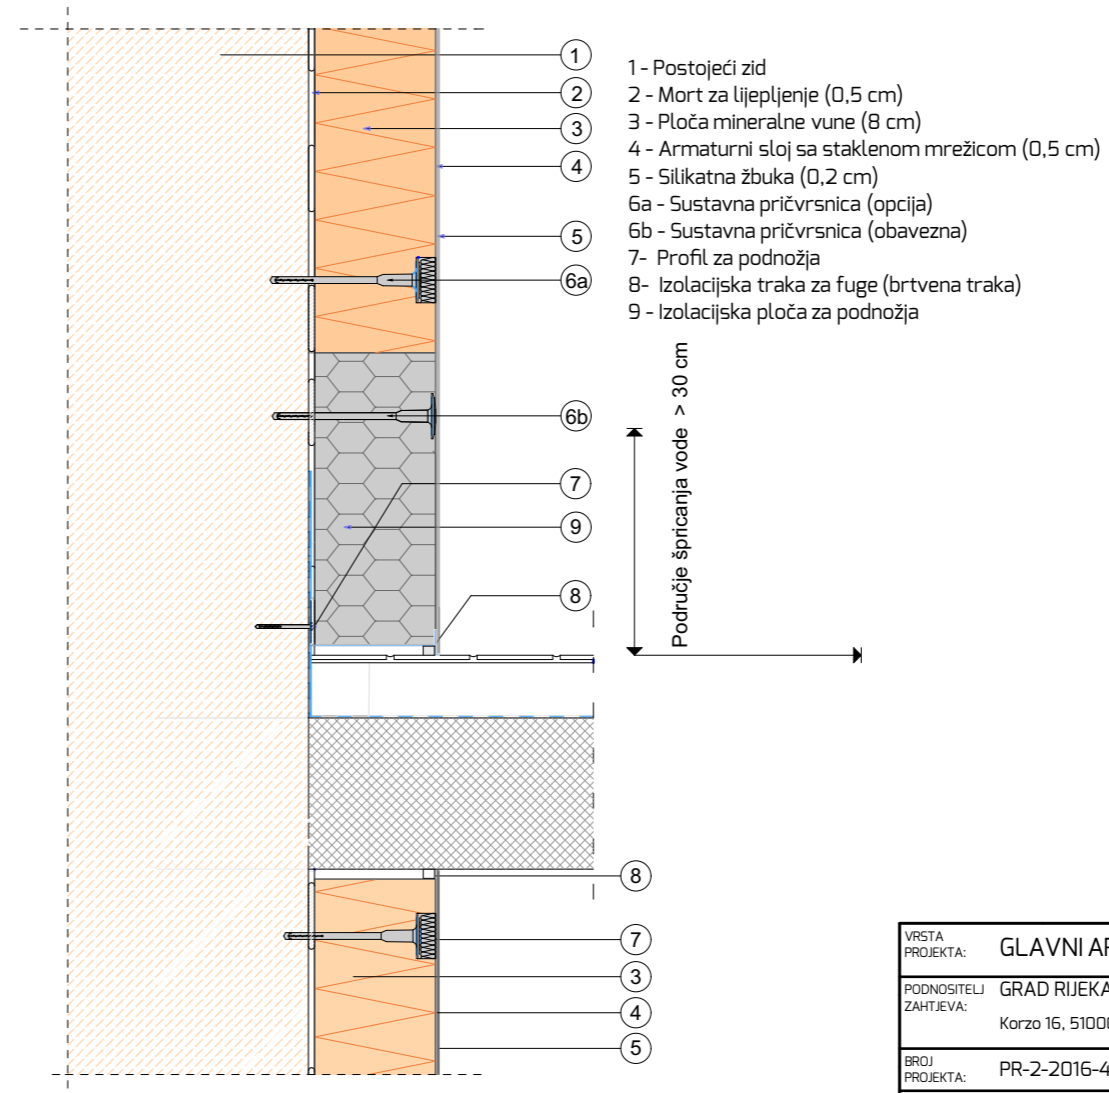 1
2
3
4
5
6a
6b
7
9
8
8
7
3
4
5
1 - Postojeći zid
2 - Mort za lijepljenje (0,5 cm)
3 - Ploča mineralne vune (8 cm)
4 - Armaturni sloj sa staklenom mrežicom (0,5 cm)
5 - Silikatna žbuka (0,2 cm)
6a - Sustavna pričvrsnica (opcija)
6b - Sustavna pričvrsnica (obavezna)
7- Profil za podnožja
8- Izolacijska traka za fuge (brtvena traka)
9 - Izolacijska ploča za podnožja
Područje špricanja vode > 30 cm
VRSTA
PROJEKTA:
GLAVNI
PODNOSITELJ
ZAHTJEVA:
GRAD RIJEKA
Korzo 16, 5100
BROJ
PROJEKTA:
PR-2-2016-4